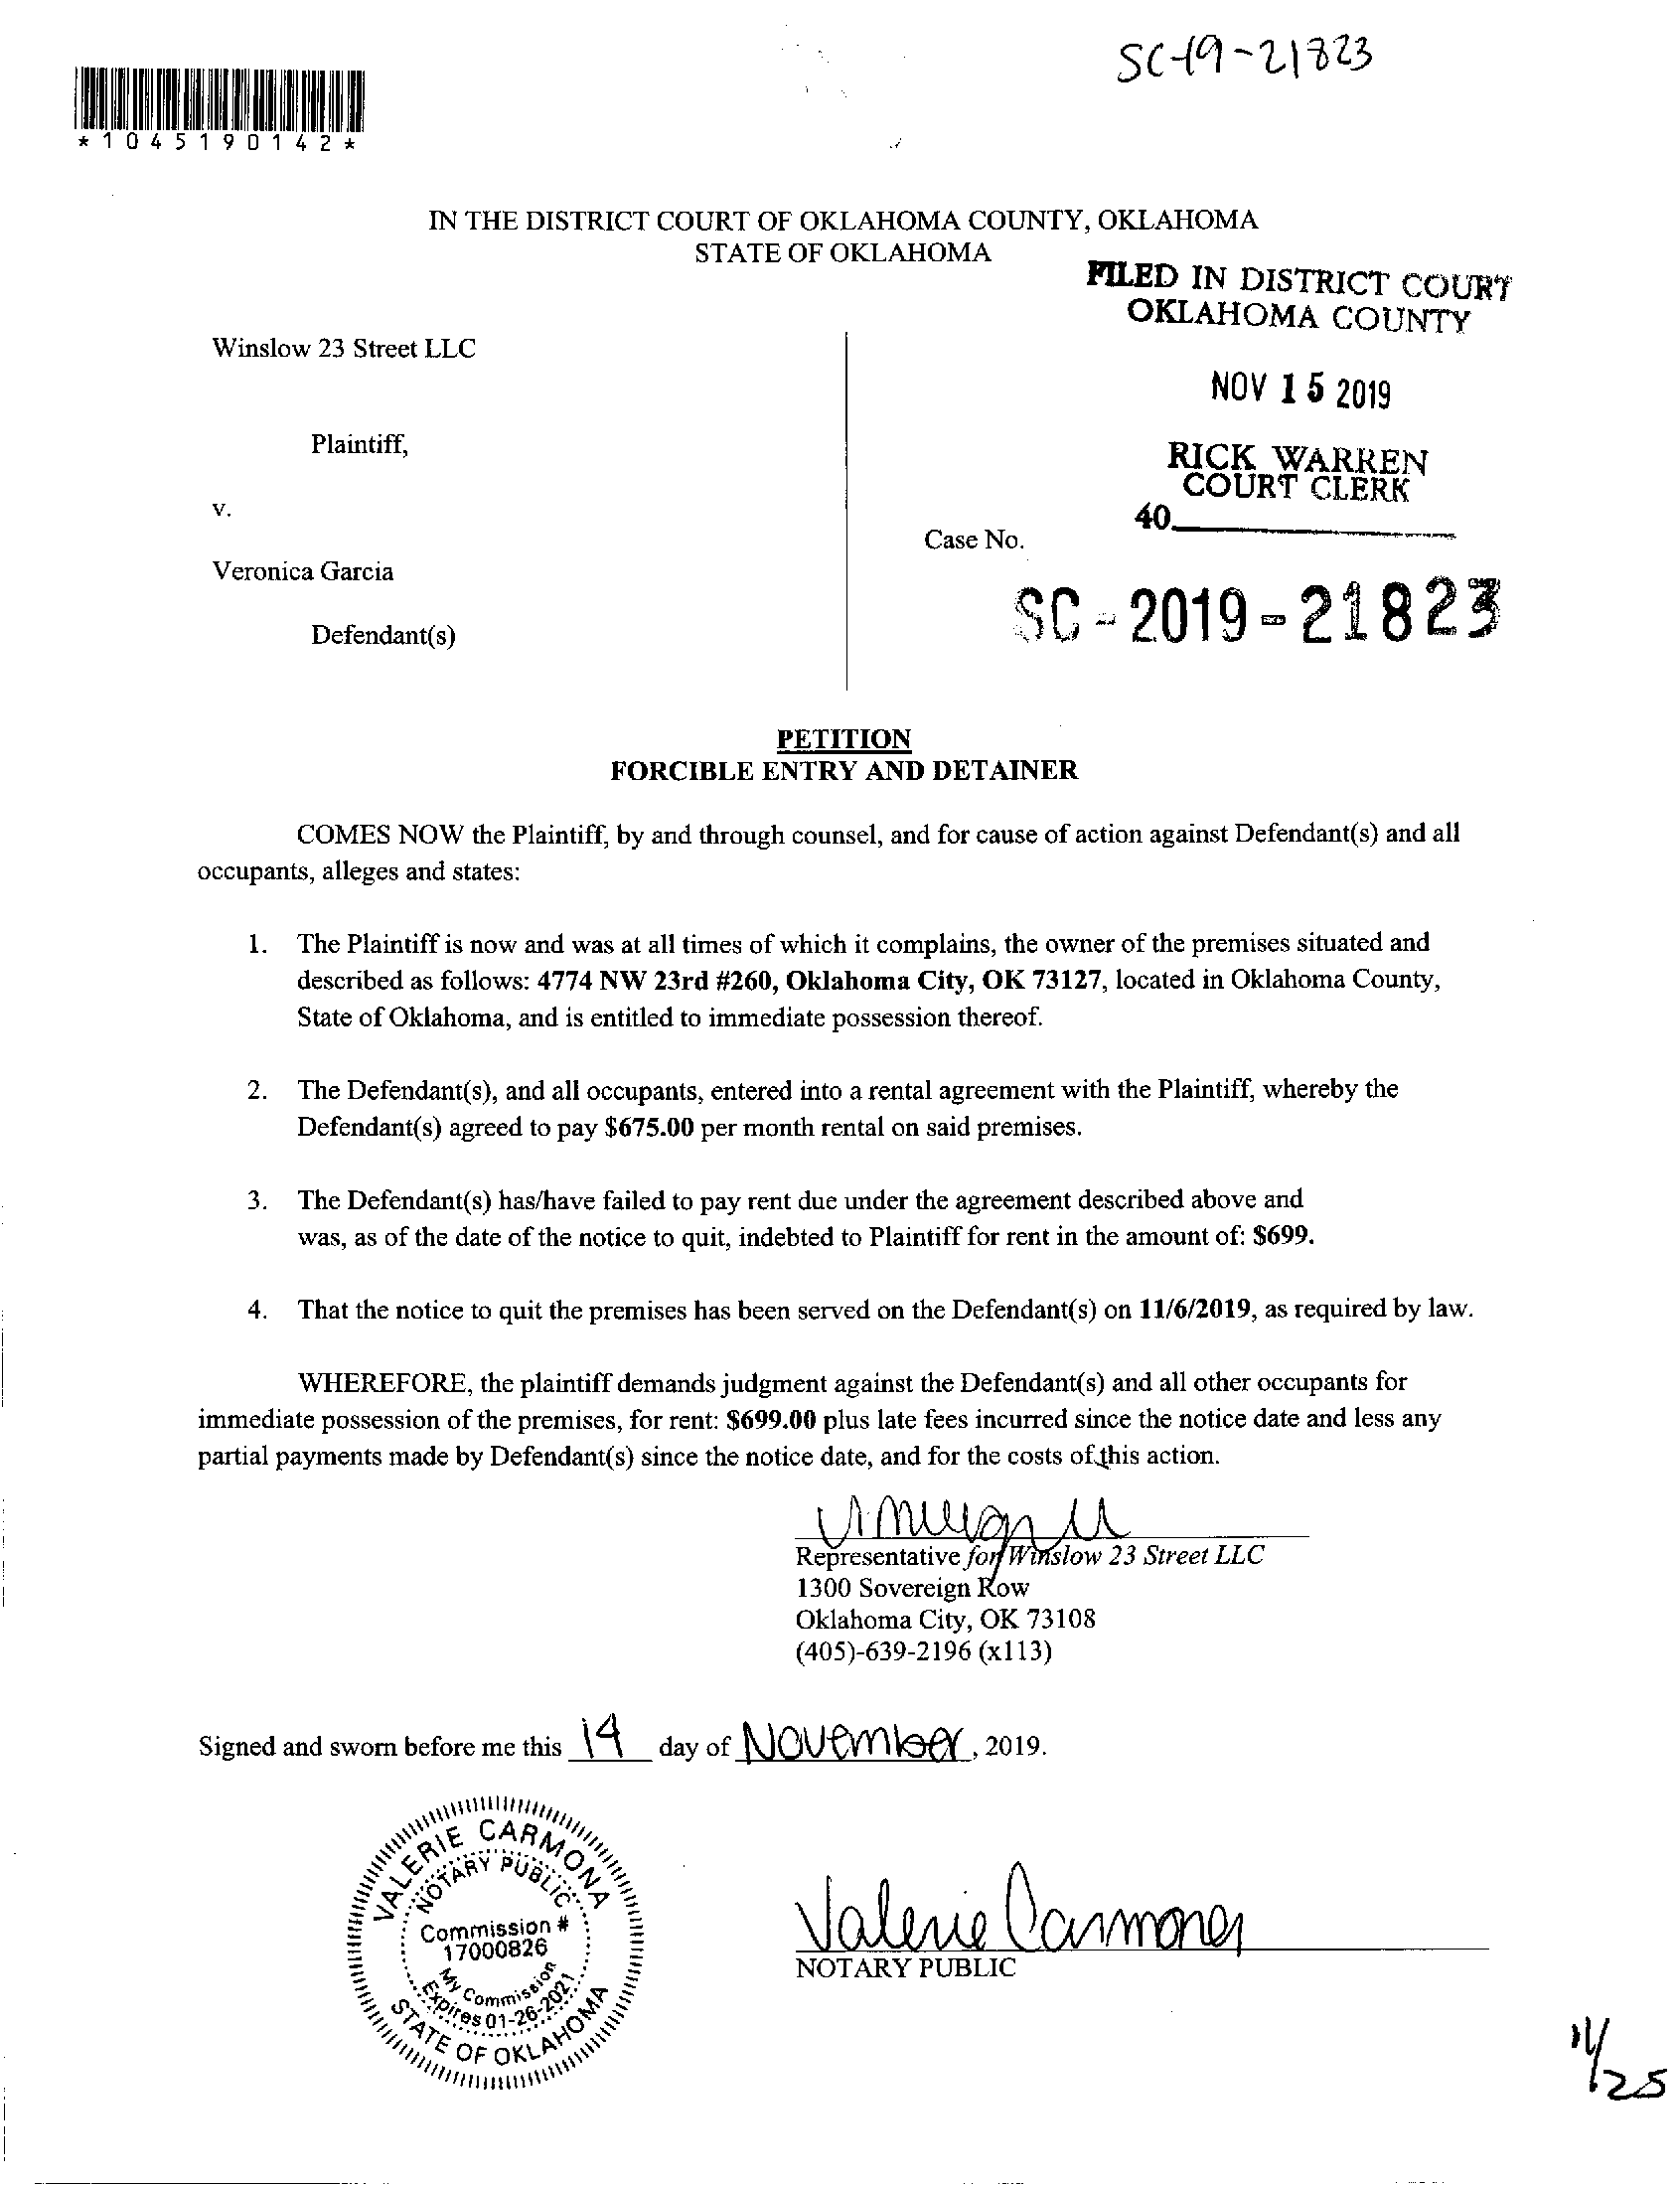 SC-19-21823
*1045190142*
IN THE DISTRICT COURT OF OKLAHOMA COUNTY, OKLAHOMA
STATE OF OKLAHOMA
FILED IN DISTRICT COURT
OKLAHOMA COUNTY
Winslow 23 Street LLC
NOV 15 2019
Plaintiff,
RICK WARREN
COURT CLERK
v.
40
Case No.
Veronica Garcia
SC-2019-21823
Defendant(s)
PETITION
FORCIBLE ENTRY AND DETAINER
COMES NOW the Plaintiff, by and through counsel, and for cause of action against Defendant(s) and all
occupants, alleges and states:
1. The Plaintiff is now and was at all times of which it complains, the owner of the premises situated and
described as follows: 4774 NW 23rd #260, Oklahoma City, OK 73127, located in Oklahoma County,
State of Oklahoma, and is entitled to immediate possession thereof.
2. The Defendant(s), and all occupants, entered into a rental agreement with the Plaintiff, whereby the
Defendant(s) agreed to pay $675.00 per month rental on said premises.
3. The Defendant(s) has/have failed to pay rent due under the agreement described above and
was, as of the date of the notice to quit, indebted to Plaintiff for rent in the amount of: $699.
4. That the notice to quit the premises has been served on the Defendant(s) on 11/6/2019, as required by law.
WHEREFORE, the plaintiff demands judgment against the Defendant(s) and all other occupants for
immediate possession of the premises, for rent: $699.00 plus late fees incurred since the notice date and less any
partial payments made by Defendant(s) since the notice date, and for the costs of this action.
Representative for Winslow 23 Street LLC
1300 Sovereign Row
Oklahoma City, OK 73108
(405)-639-2196 (x113)
Signed and sworn before me this 14 day of November, 2019.
VALERIE CARMONA
NOTARY PUBLIC
Commission #
17000826
My Commission
Expires 01-26-2021
STATE OF OKLAHOMA
Valerie Carmona
NOTARY PUBLIC
11/25